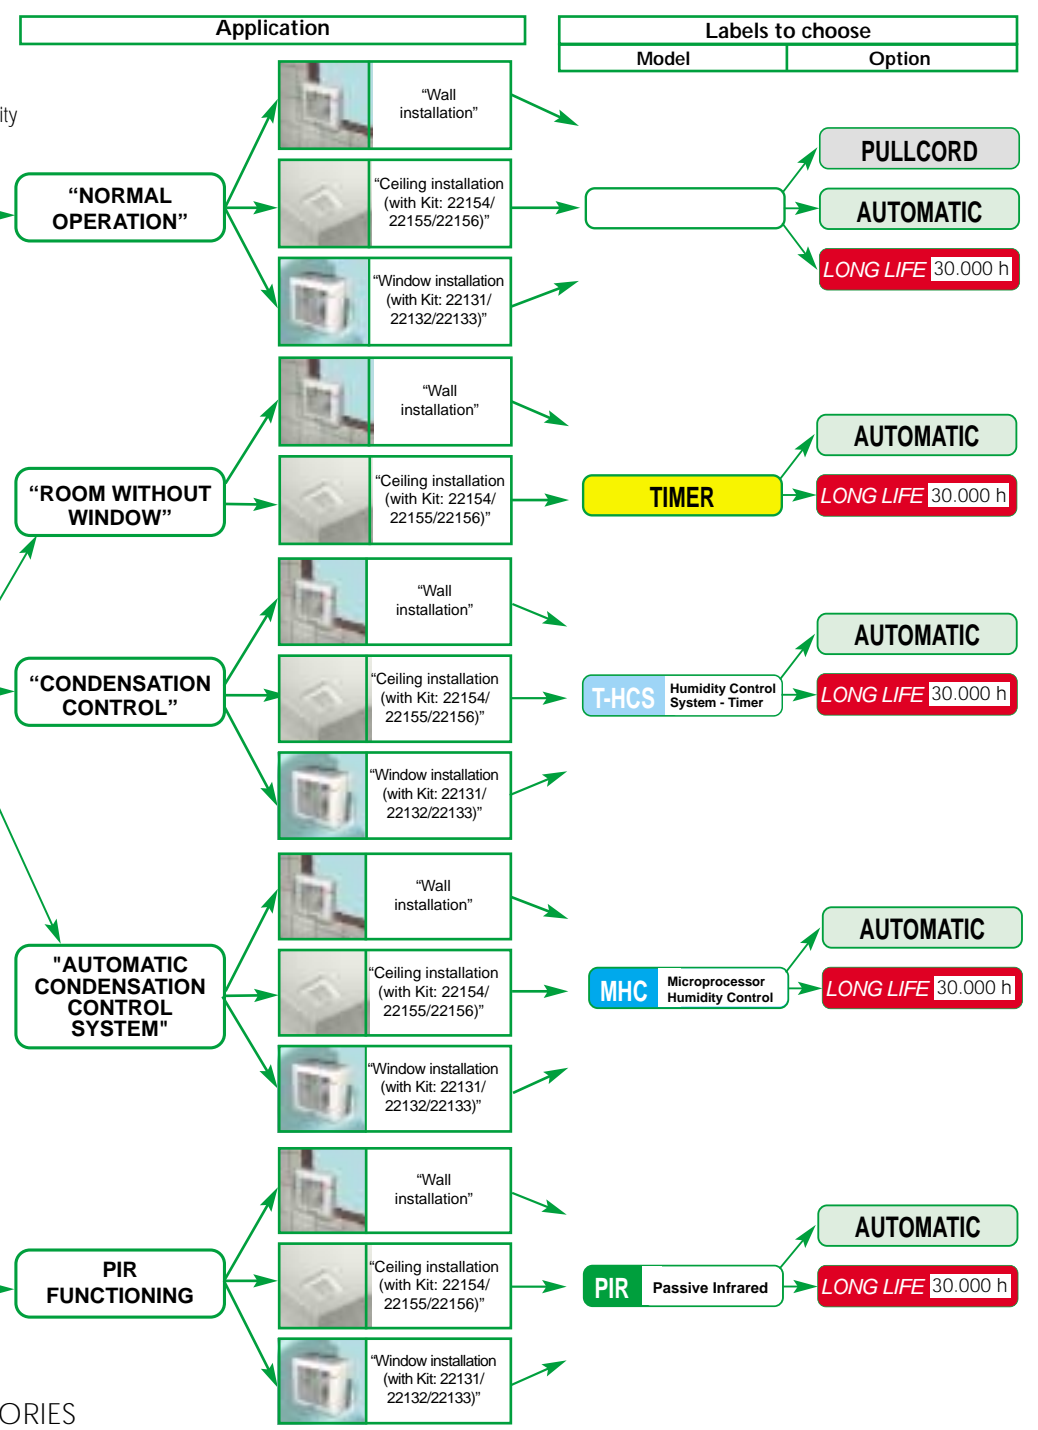 Application
Labels to choose
Model
Option
ity
“NORMAL
OPERATION”
“Wall
installation”
“Ceiling installation
(with Kit: 22154/
22155/22156)”
“Window installation
(with Kit: 22131/
22132/22133)”
PULLCORD
AUTOMATIC
LONG LIFE 30.000 h
“ROOM WITHOUT
WINDOW”
“Wall
installation”
“Ceiling installation
(with Kit: 22154/
22155/22156)”
TIMER
AUTOMATIC
LONG LIFE 30.000 h
“CONDENSATION
CONTROL”
“Wall
installation”
“Ceiling installation
(with Kit: 22154/
22155/22156)”
“Window installation
(with Kit: 22131/
22132/22133)”
T-HCS
Humidity Control
System - Timer
AUTOMATIC
LONG LIFE 30.000 h
"AUTOMATIC
CONDENSATION
CONTROL
SYSTEM"
“Wall
installation”
“Ceiling installation
(with Kit: 22154/
22155/22156)”
“Window installation
(with Kit: 22131/
22132/22133)”
MHC
Microprocessor
Humidity Control
AUTOMATIC
LONG LIFE 30.000 h
PIR
FUNCTIONING
“Wall
installation”
“Ceiling installation
(with Kit: 22154/
22155/22156)”
“Window installation
(with Kit: 22131/
22132/22133)”
PIR
Passive Infrared
AUTOMATIC
LONG LIFE 30.000 h
ORIES